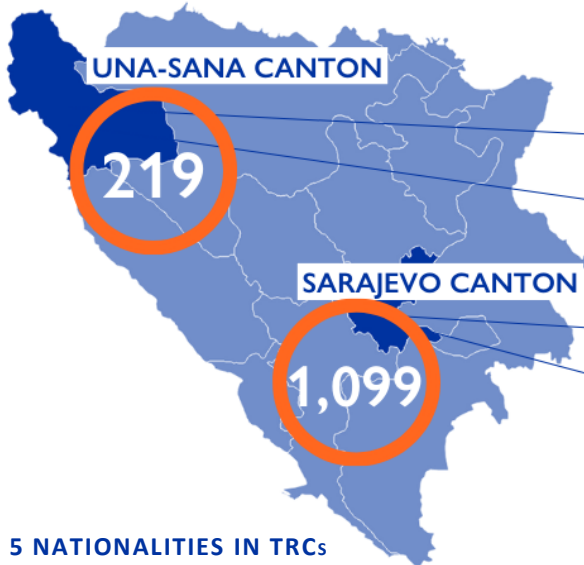 UNA-SANA CANTON
219
SARAJEVO CANTON
1,099
5 NATIONALITIES IN TRCs